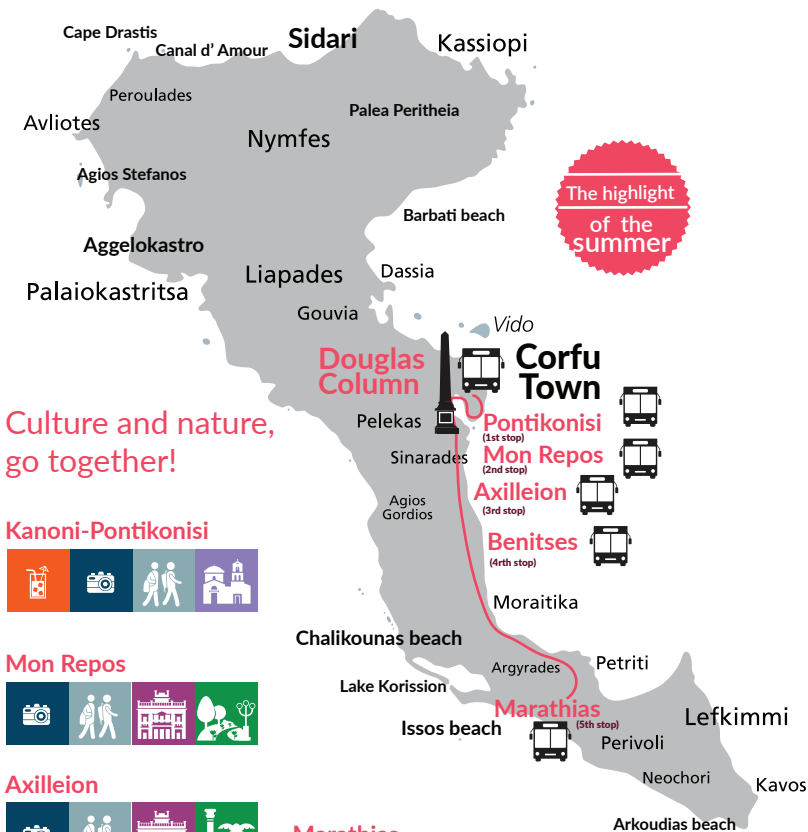 Cape Drastis
Canal d' Amour
Sidari
Kassiopi
Peroulades
Avliotes
Palea Peritheia
Nymfes
Agios Stefanos
The highlight
of the
summer
Barbati beach
Aggelokastro
Liapades
Dassia
Palaiokastritsa
Gouvia
Vido
Douglas
Column
Corfu
Town
Culture and nature,
go together!
Pelekas
Pontikonisi
(1st stop)
Sinarades
Mon Repos
(2nd stop)
Agios
Gordios
Axilleion
(3rd stop)
Benitses
(4rth stop)
Kanoni-Pontikonisi
Moraitika
Chalikounas beach
Mon Repos
Argyrades
Petriti
Lake Korission
Marathias
(5th stop)
Issos beach
Lefkimmi
Perivoli
Neochori
Kavos
Axilleion
Arkoudias beach
Marathias